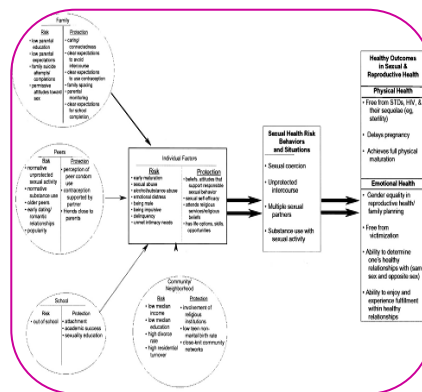 Family
Risk
• low parental
education
• low parental
expectations
• family suicide
attempts/
completions
• permissive
attitudes toward
sex
Protection
• caring/
connectedness
• clear expectations
to avoid
intercourse
• clear expectations
to use contraception
• family spacing
• parental
monitoring
• clear expectations
for school
completion
Peers
Risk
• normative
unprotected
sexual activity
• normative
substance use
• older peers
• early dating/
romantic
relationships
• popularity
Protection
• perception of
peer condom
use
• contraception
supported by
partner
• friends close to
parents
School
Risk
• out of school
Protection
• attachment
• academic success
• sexuality education
Individual Factors
Risk
• early maturation
• sexual abuse
• alcohol/substance abuse
• emotional distress
• being male
• being impulsive
• delinquency
• unmet intimacy needs
Protection
• beliefs, attitudes that
support responsible
sexual behavior
• sexual self-efficacy
• attends religious
services/religious
beliefs
• has life options, skills,
opportunities
Community/
Neighborhood
Risk
• low median
income
• low median
education
• high divorce
rate
• high residential
turnover
Protection
• involvement of
religious
institutions
• low teen non-
marital birth rate
• close-knit community
networks
Sexual Health Risk
Behaviors
and Situations
• Sexual coercion
• Unprotected
intercourse
• Multiple sexual
partners
• Substance use with
sexual activity
Healthy Outcomes
in Sexual &
Reproductive Health
Physical Health
• Free from STDs, HIV, &
their sequelae (eg,
sterility)
• Delays pregnancy
• Achieves full physical
maturation
Emotional Health
• Gender equality in
reproductive health/
family planning
• Free from
victimization
• Ability to determine
one's healthy
relationships with (same
sex and opposite sex)
• Ability to enjoy and
experience fulfillment
within healthy
relationships